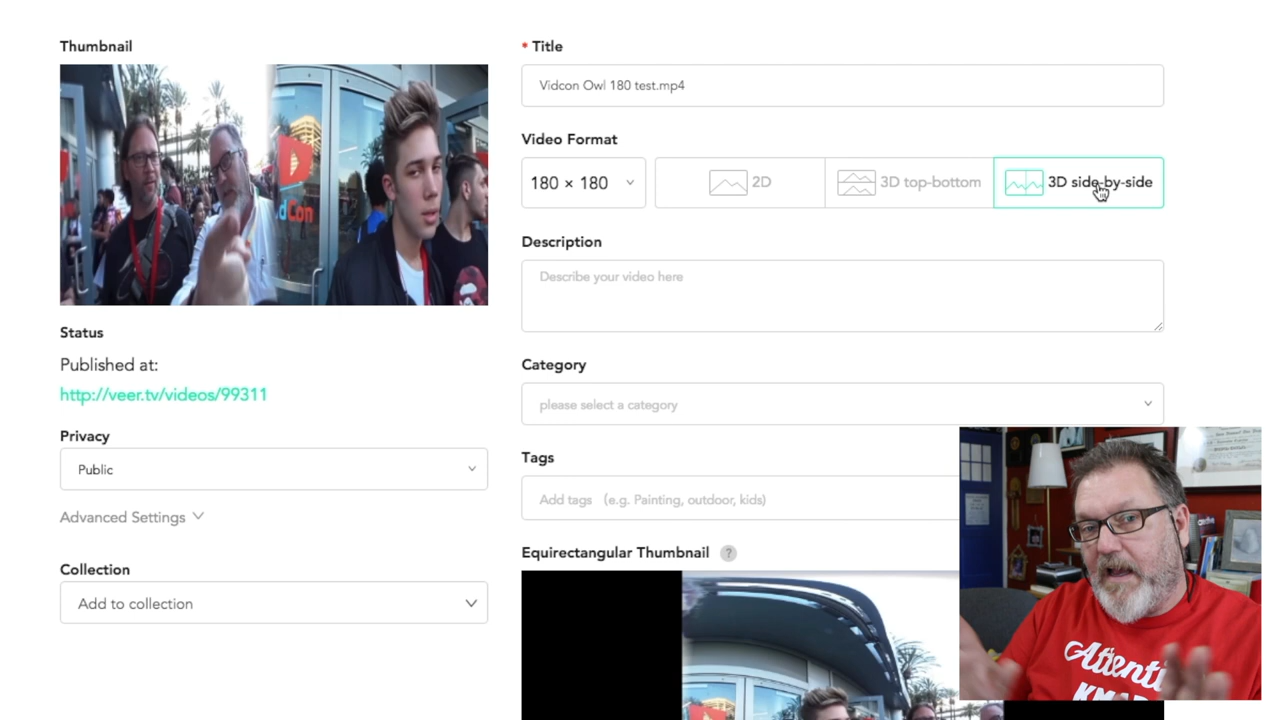 Thumbnail
dCon
Status
Published at:
http://veer.tv/videos/99311
Privacy
Public
Advanced Settings
Collection
Add to collection
* Title
Vidcon Owl 180 test.mp4
Video Format
180 × 180
2D
3D top-bottom
3D side-by-side
Description
Describe your video here
Category
please select a category
Tags
Add tags (e.g. Painting, outdoor, kids)
Equirectangular Thumbnail ?
Attenti